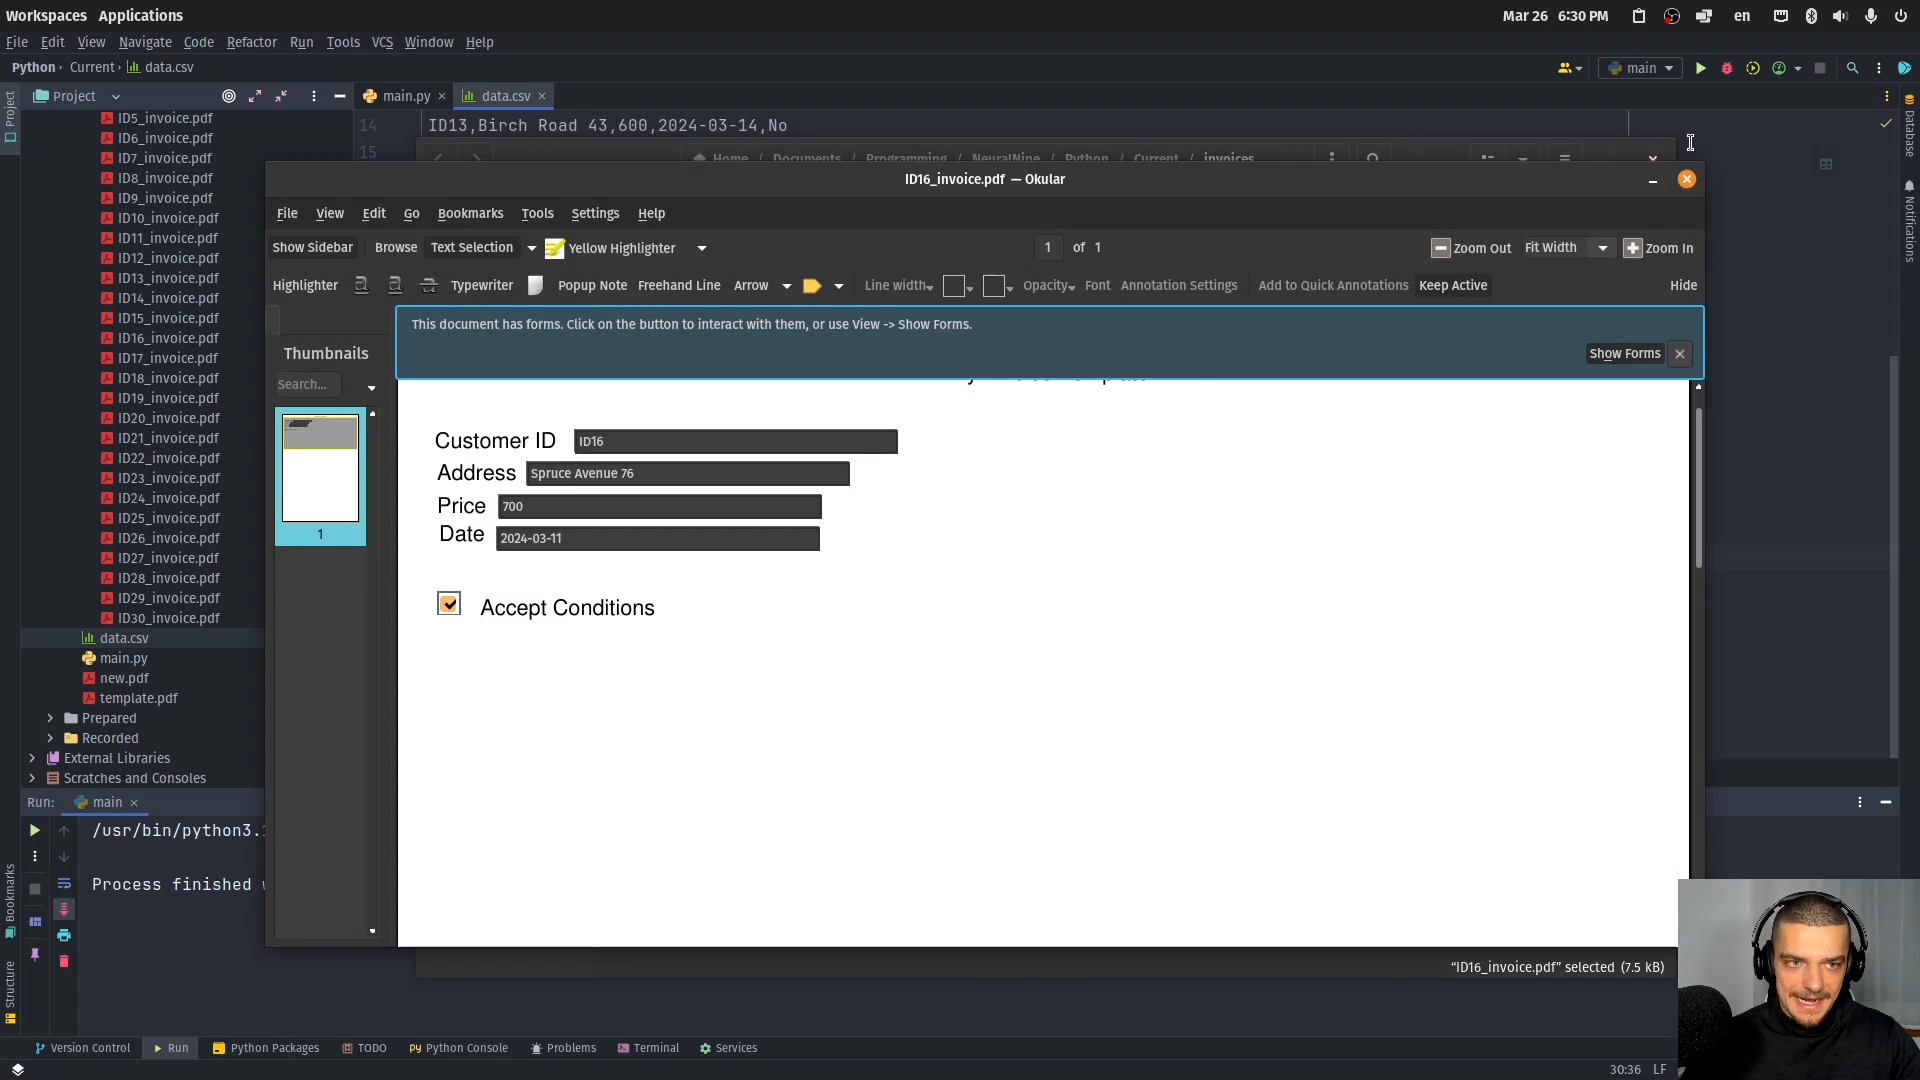 Workspaces Applications
Mar 26 6:30 PM en
File Edit View Navigate Code Refactor Run Tools VCS Window Help
Python Current data.csv
main
Project
main.py data.csv
14 ID13,Birch Road 43,600,2024-03-14,No
15
Home / Documents / Programming / NeuralNine / Python / Current / invoices
ID5_invoice.pdf
ID6_invoice.pdf
ID7_invoice.pdf
ID8_invoice.pdf
ID9_invoice.pdf
ID10_invoice.pdf
ID11_invoice.pdf
ID12_invoice.pdf
ID13_invoice.pdf
ID14_invoice.pdf
ID15_invoice.pdf
ID16_invoice.pdf
ID17_invoice.pdf
ID18_invoice.pdf
ID19_invoice.pdf
ID20_invoice.pdf
ID21_invoice.pdf
ID22_invoice.pdf
ID23_invoice.pdf
ID24_invoice.pdf
ID25_invoice.pdf
ID26_invoice.pdf
ID27_invoice.pdf
ID28_invoice.pdf
ID29_invoice.pdf
ID30_invoice.pdf
data.csv
main.py
new.pdf
template.pdf
Prepared
Recorded
External Libraries
Scratches and Consoles
ID16_invoice.pdf — Okular
File View Edit Go Bookmarks Tools Settings Help
Show Sidebar Browse Text Selection Yellow Highlighter 1 of 1 Zoom Out Fit Width Zoom In
Highlighter a a a Typewriter Popup Note Freehand Line Arrow Line width Opacity Font Annotation Settings Add to Quick Annotations Keep Active Hide
This document has forms. Click on the button to interact with them, or use View -> Show Forms.
Show Forms
Thumbnails
Search...
1
Customer ID ID16
Address Spruce Avenue 76
Price 700
Date 2024-03-11
Accept Conditions
"ID16_invoice.pdf" selected (7.5 kB)
Run: main
/usr/bin/python3.
Process finished
Project
Bookmarks
Structure
Database
Notifications
Version Control Run Python Packages TODO Python Console Problems Terminal Services
30:36 LF